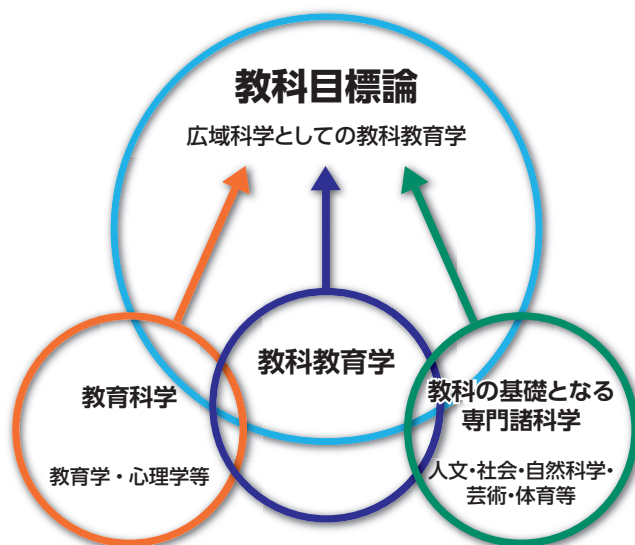 教科目標論
広域科学としての教科教育学
教科教育学
教育科学
教育学・心理学等
教科の基礎となる
専門諸科学
人文・社会・自然科学・
芸術・体育等